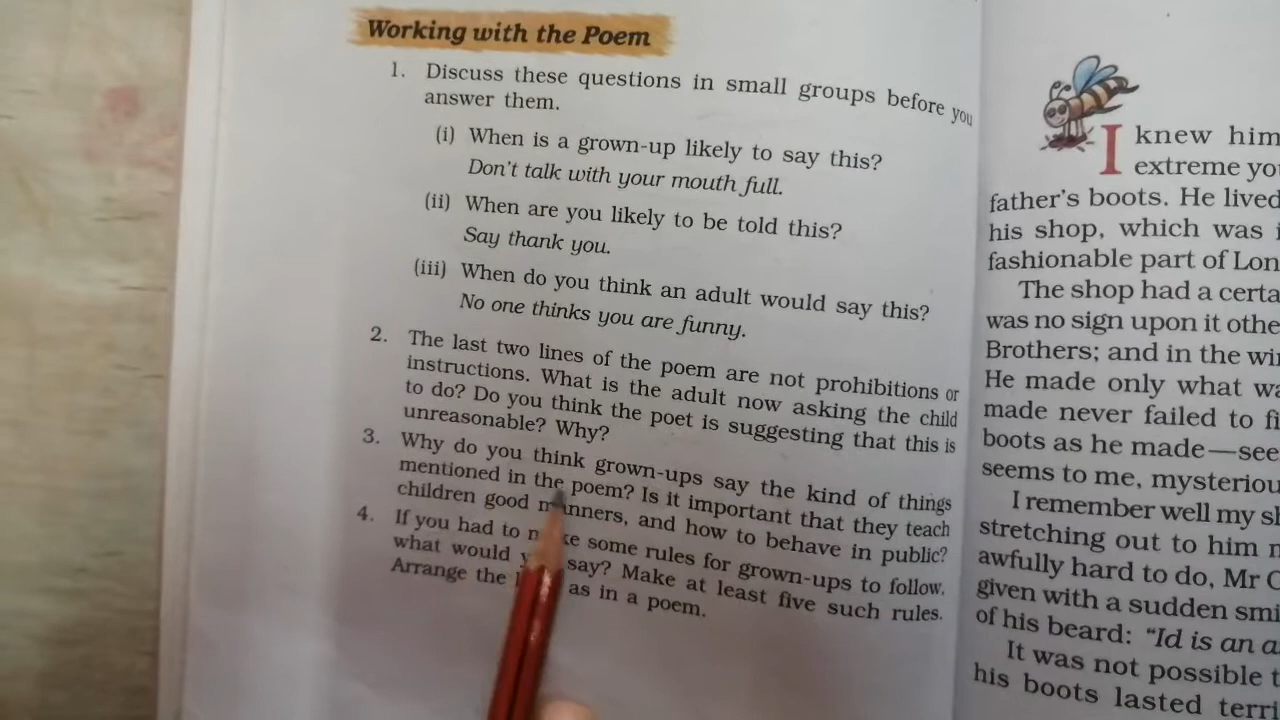 Working with the Poem
1. Discuss these questions in small groups before you
answer them.
(i) When is a grown-up likely to say this?
Don't talk with your mouth full.
(ii) When are you likely to be told this?
Say thank you.
(iii) When do you think an adult would say this?
No one thinks you are funny.
2. The last two lines of the poem are not prohibitions or
instructions. What is the adult now asking the child
to do? Do you think the poet is suggesting that this is
unreasonable? Why?
3. Why do you think grown-ups say the kind of things
mentioned in the poem? Is it important that they teach
children good manners, and how to behave in public?
4. If you had to make some rules for grown-ups to follow,
what would say? Make at least five such rules.
Arrange the as in a poem.
I knew him
extreme
father's boots. He lived
his shop, which was
fashionable part of
The shop had a
was no sign upon it
Brothers; and in the
He made only what
made never failed to
boots as he made—see
seems to me,
I remember well my
stretching out to him
awfully hard to do, Mr
given with a sudden
of his beard: "Id is an
It was not possible
his boots lasted